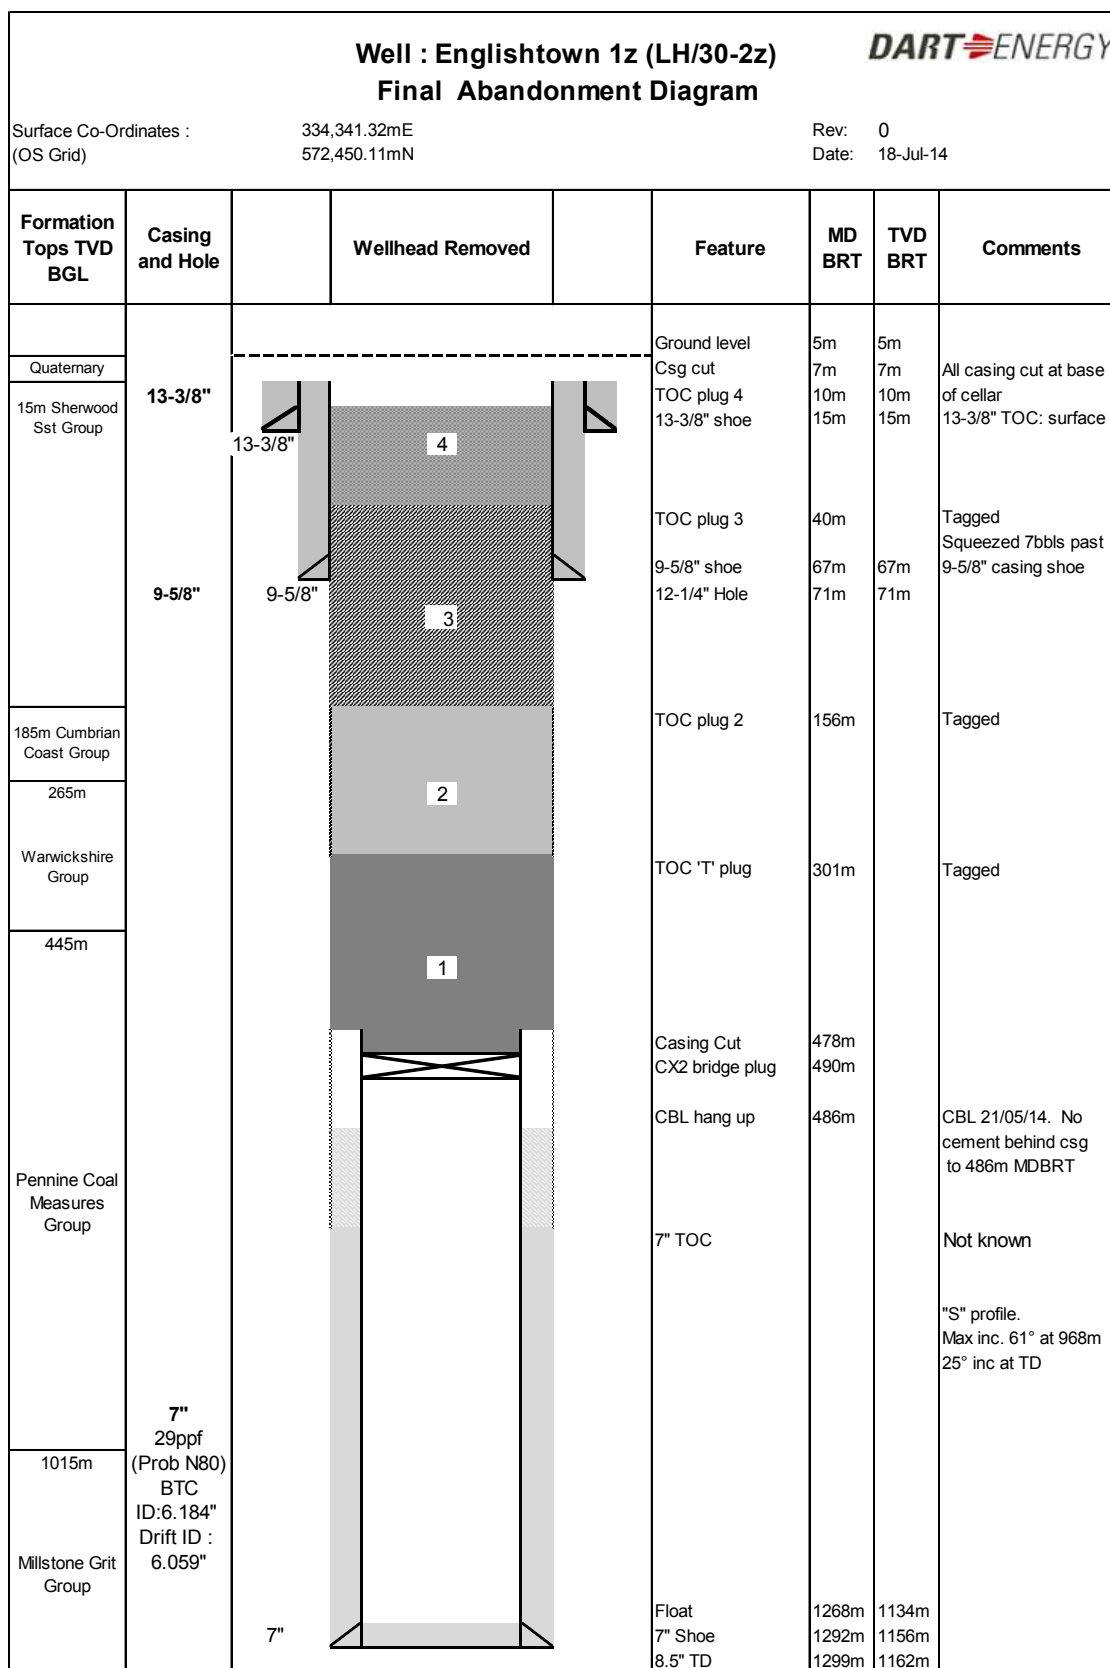 Well : Englishtown 1z (LH/30-2z)
DART ENERGY
Final Abandonment Diagram
Surface Co-Ordinates : 334,341.32mE Rev: 0
(OS Grid) 572,450.11mN Date: 18-Jul-14
Formation Tops TVD BGL
Casing and Hole
Wellhead Removed
Feature
MD BRT
TVD BRT
Comments
Ground level 5m 5m
Quaternary
Csg cut 7m 7m All casing cut at base
13-3/8"
TOC plug 4 10m 10m of cellar
15m Sherwood
Sst Group
13-3/8" shoe 15m 15m 13-3/8" TOC: surface
13-3/8"
4
TOC plug 3 40m Tagged
Squeezed 7bbls past
9-5/8" shoe 67m 67m 9-5/8" casing shoe
9-5/8" 9-5/8" 12-1/4" Hole 71m 71m
3
TOC plug 2 156m Tagged
185m Cumbrian
Coast Group
265m
2
Warwickshire
Group
TOC 'T' plug 301m Tagged
445m
1
Casing Cut 478m
CX2 bridge plug 490m
CBL hang up 486m CBL 21/05/14. No
cement behind csg
to 486m MDBRT
Pennine Coal
Measures
Group
7" TOC Not known
"S" profile.
Max inc. 61° at 968m
25° inc at TD
7"
29ppf
1015m (Prob N80)
BTC
ID:6.184"
Drift ID :
6.059"
Millstone Grit
Group
Float 1268m 1134m
7" 7" Shoe 1292m 1156m
8.5" TD 1299m 1162m